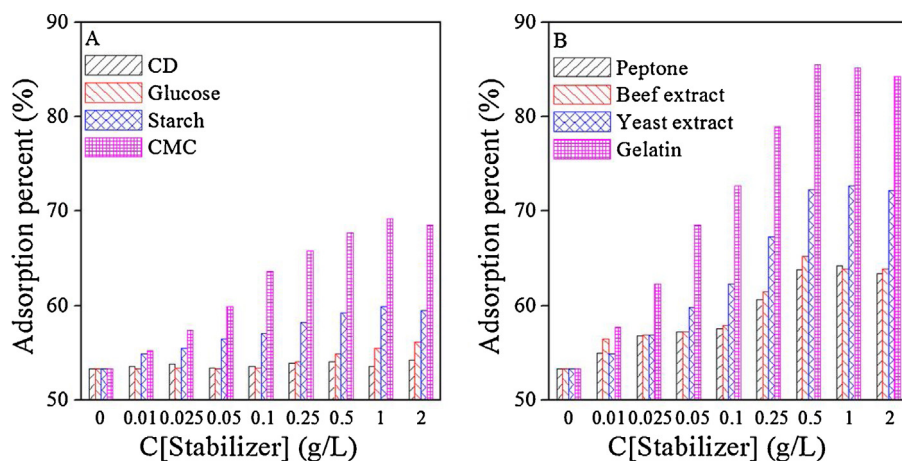 A
CD
Glucose
Starch
CMC
Adsorption percent (%)
90
80
70
60
50
0 0.01 0.025 0.05 0.1 0.25 0.5 1 2
C[Stabilizer] (g/L)
B
Peptone
Beef extract
Yeast extract
Gelatin
Adsorption percent (%)
90
80
70
60
50
0 0.01 0.025 0.05 0.1 0.25 0.5 1 2
C[Stabilizer] (g/L)